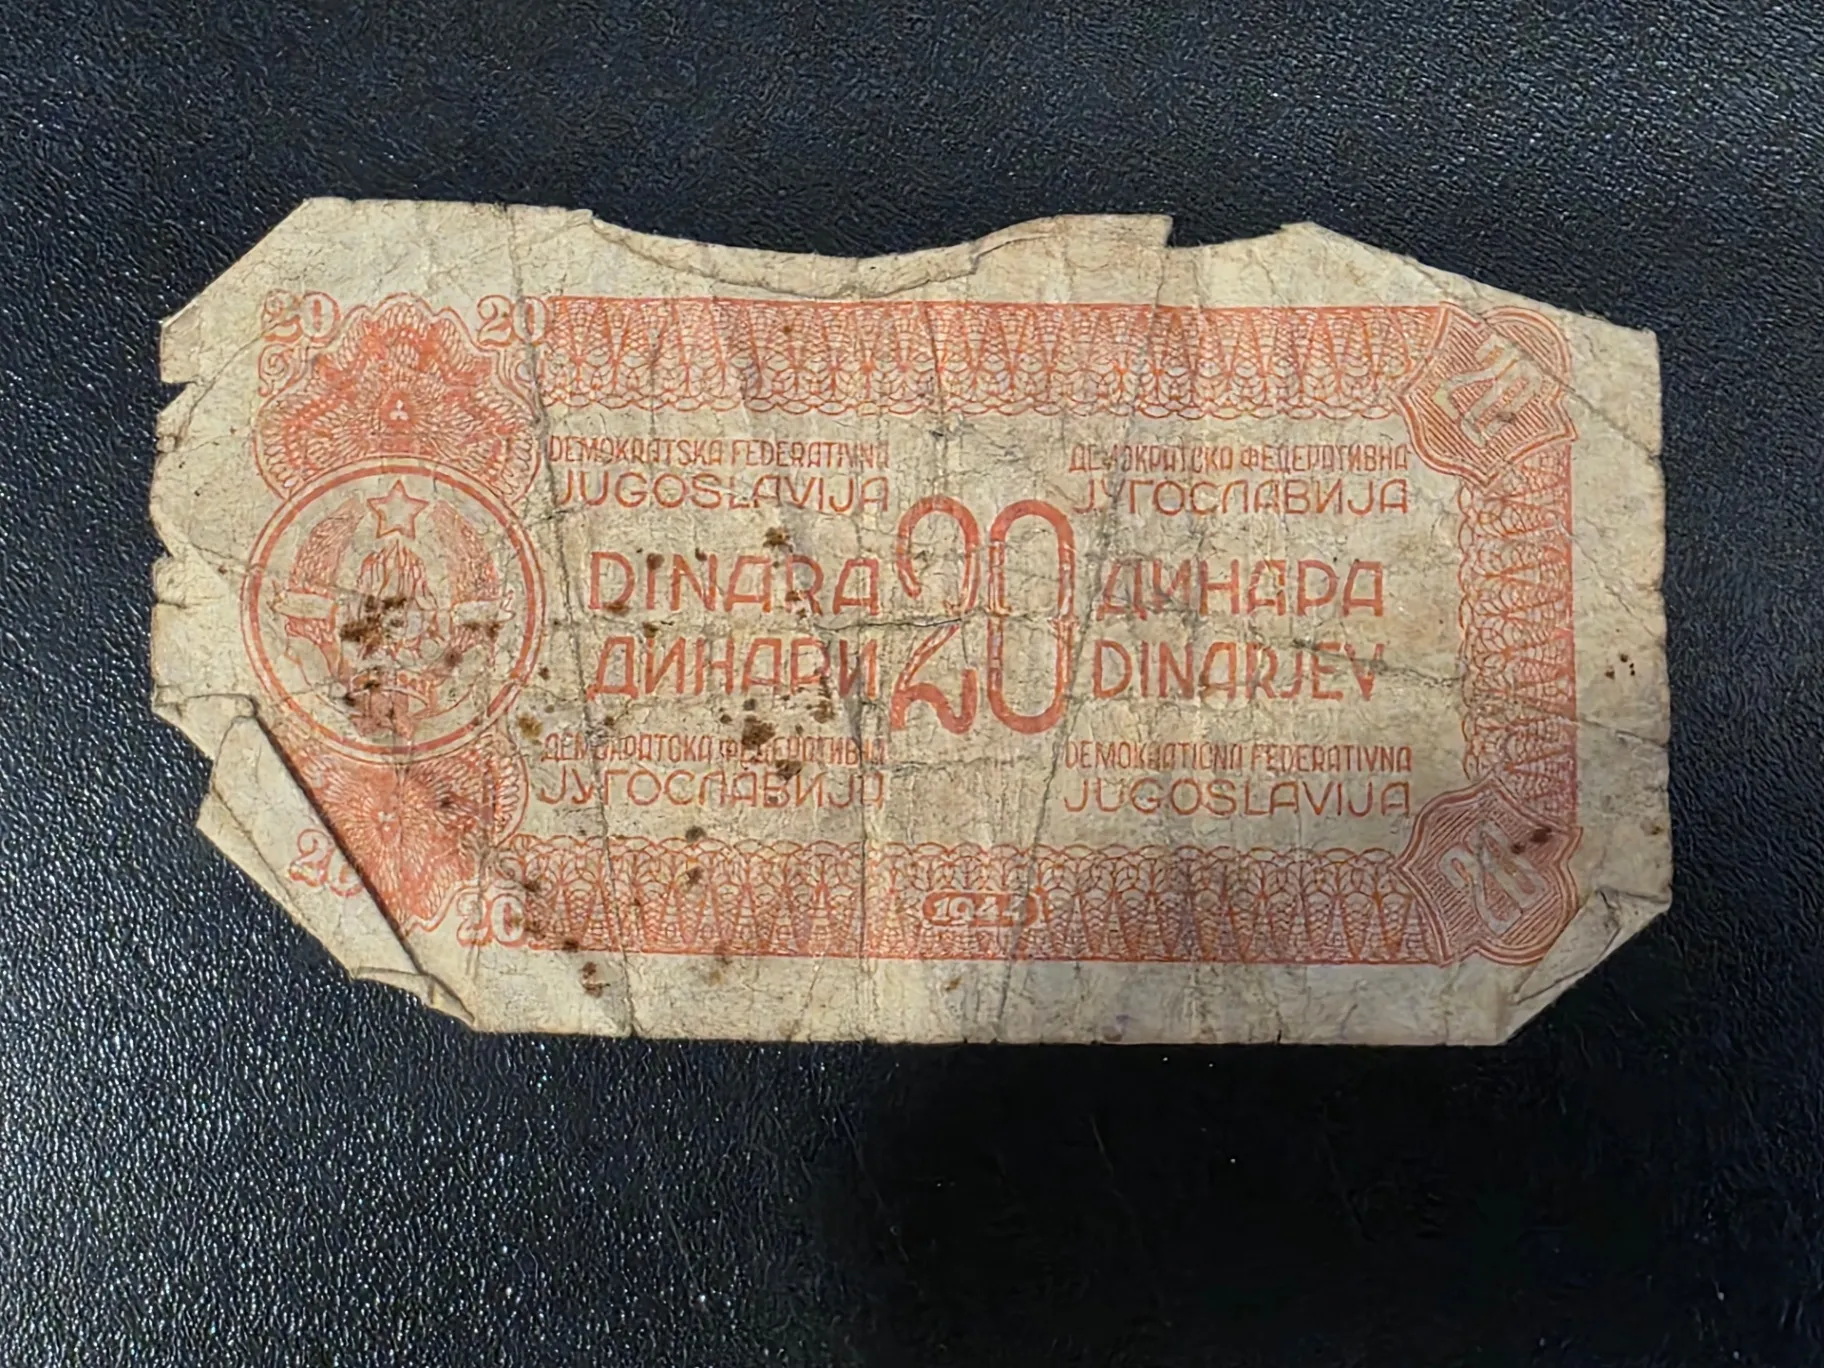 20 20
DEMOKRATSKA FEDERATIVNA
JUGOSLAVIJA
ДЕМОКРАТСКА ФЕДЕРАТИВНА
ЈУГОСЛАВИЈА
20
DINARA
ДИНАРА
20
ДИНАРИ
DINARJEV
ДЕМОКРАТСКА ФЕДЕРАТИВНА
ЈУГОСЛАВИЈА
DEMOKRATIČNA FEDERATIVNA
JUGOSLAVIJA
20
20
20
1944